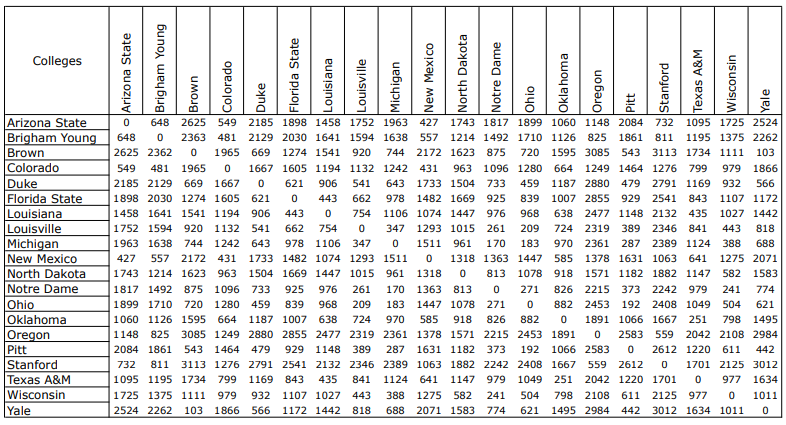 Colleges Arizona State Brigham Young Brown Colorado Duke Florida State Louisiana Louisville Michigan New Mexico North Dakota Notre Dame Ohio Oklahoma Oregon Pitt Stanford Texas A&M Wisconsin Yale
Arizona State 0 648 2625 549 2185 1898 1458 1752 1963 427 1743 1817 1899 1060 1148 2084 732 1095 1725 2524
Brigham Young 648 0 2363 481 2129 2030 1641 1594 1638 557 1214 1492 1710 1126 825 1861 811 1195 1375 2262
Brown 2625 2362 0 1965 669 1274 1541 920 744 2172 1623 875 720 1595 3085 543 3113 1734 1111 103
Colorado 549 481 1965 0 1667 1605 1194 1132 1242 431 963 1096 1280 664 1249 1464 1276 799 979 1866
Duke 2185 2129 669 1667 0 621 906 541 643 1733 1504 733 459 1187 2880 479 2791 1169 932 566
Florida State 1898 2030 1274 1605 621 0 443 662 978 1482 1669 925 839 1007 2855 929 2541 843 1107 1172
Louisiana 1458 1641 1541 1194 906 443 0 754 1106 1074 1447 976 968 638 2477 1148 2132 435 1027 1442
Louisville 1752 1594 920 1132 541 662 754 0 347 1293 1015 261 209 724 2319 389 2346 841 443 818
Michigan 1963 1638 744 1242 643 978 1106 347 0 1511 961 170 183 970 2361 287 2389 1124 388 688
New Mexico 427 557 2172 431 1733 1482 1074 1293 1511 0 1318 1363 1447 585 1378 1631 1063 641 1275 2071
North Dakota 1743 1214 1623 963 1504 1669 1447 1015 961 1318 0 813 1078 918 1571 1182 1882 1147 582 1583
Notre Dame 1817 1492 875 1096 733 925 976 261 170 1363 813 0 271 826 2215 373 2242 979 241 774
Ohio 1899 1710 720 1280 459 839 968 209 183 1447 1078 271 0 882 2453 192 2408 1049 504 621
Oklahoma 1060 1126 1595 664 1187 1007 638 724 970 585 918 826 882 0 1891 1066 1667 251 798 1495
Oregon 1148 825 3085 1249 2880 2855 2477 2319 2361 1378 1571 2215 2453 1891 0 2583 559 2042 2108 2984
Pitt 2084 1861 543 1464 479 929 1148 389 287 1631 1182 373 192 1066 2583 0 2612 1220 611 442
Stanford 732 811 3113 1276 2791 2541 2132 2346 2389 1063 1882 2242 2408 1667 559 2612 0 1701 2125 3012
Texas A&M 1095 1195 1734 799 1169 843 435 841 1124 641 1147 979 1049 251 2042 1220 1701 0 977 1634
Wisconsin 1725 1375 1111 979 932 1107 1027 443 388 1275 582 241 504 798 2108 611 2125 977 0 1011
Yale 2524 2262 103 1866 566 1172 1442 818 688 2071 1583 774 621 1495 2984 442 3012 1634 1011 0